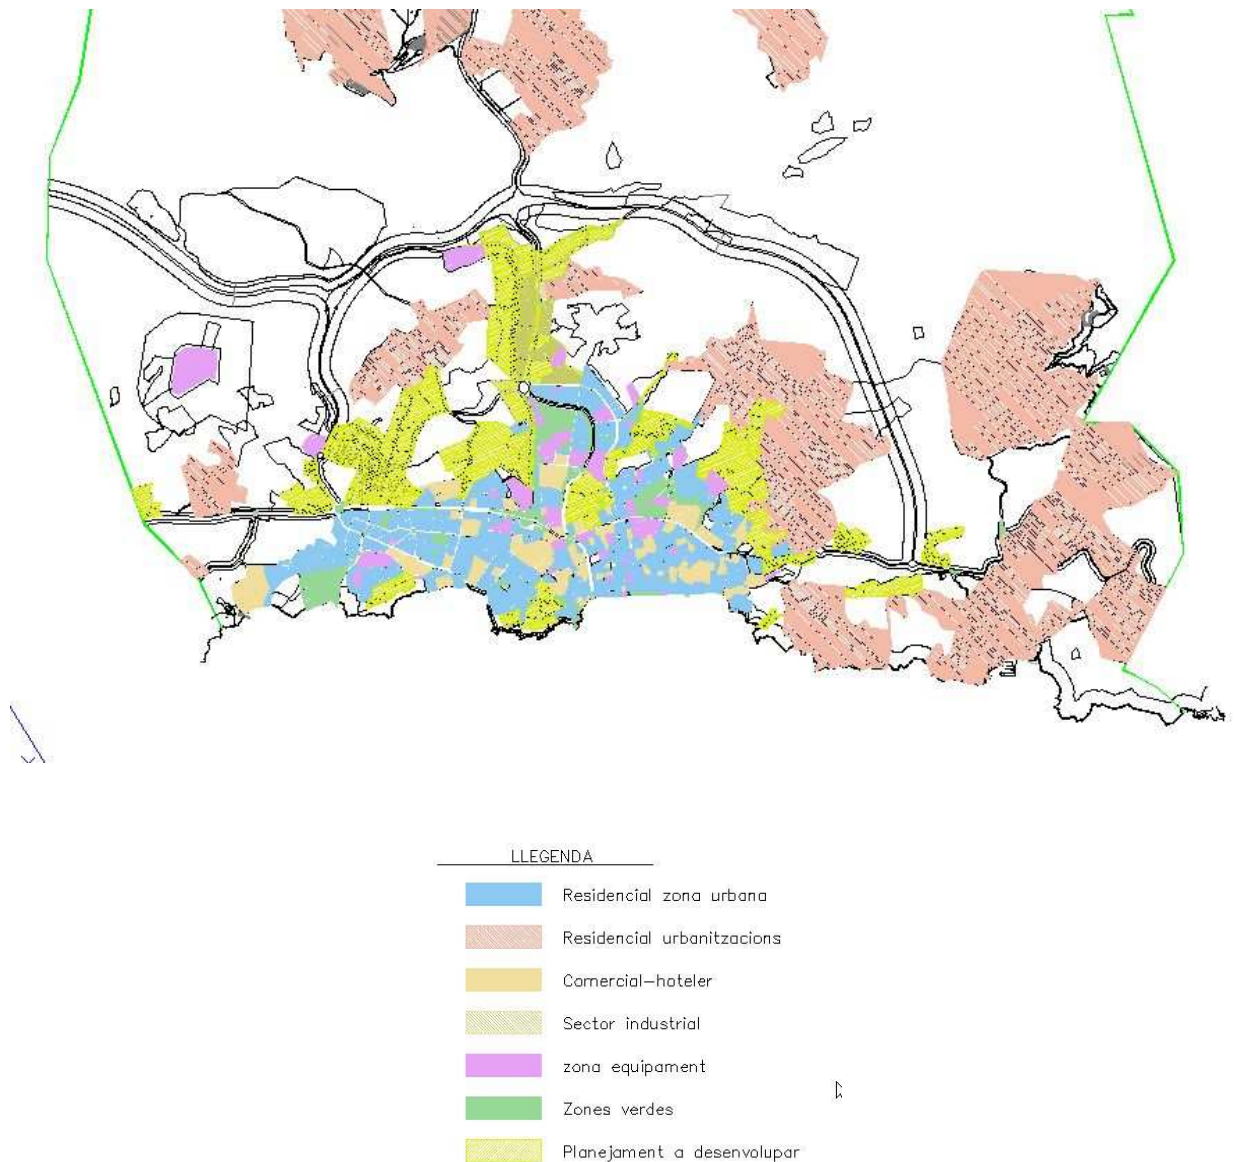 LLEGENDA
Residencial zona urbana
Residencial urbanitzacions
Comercial-hoteler
Sector industrial
zona equipament
Zones verdes
Planejament a desenvolupar